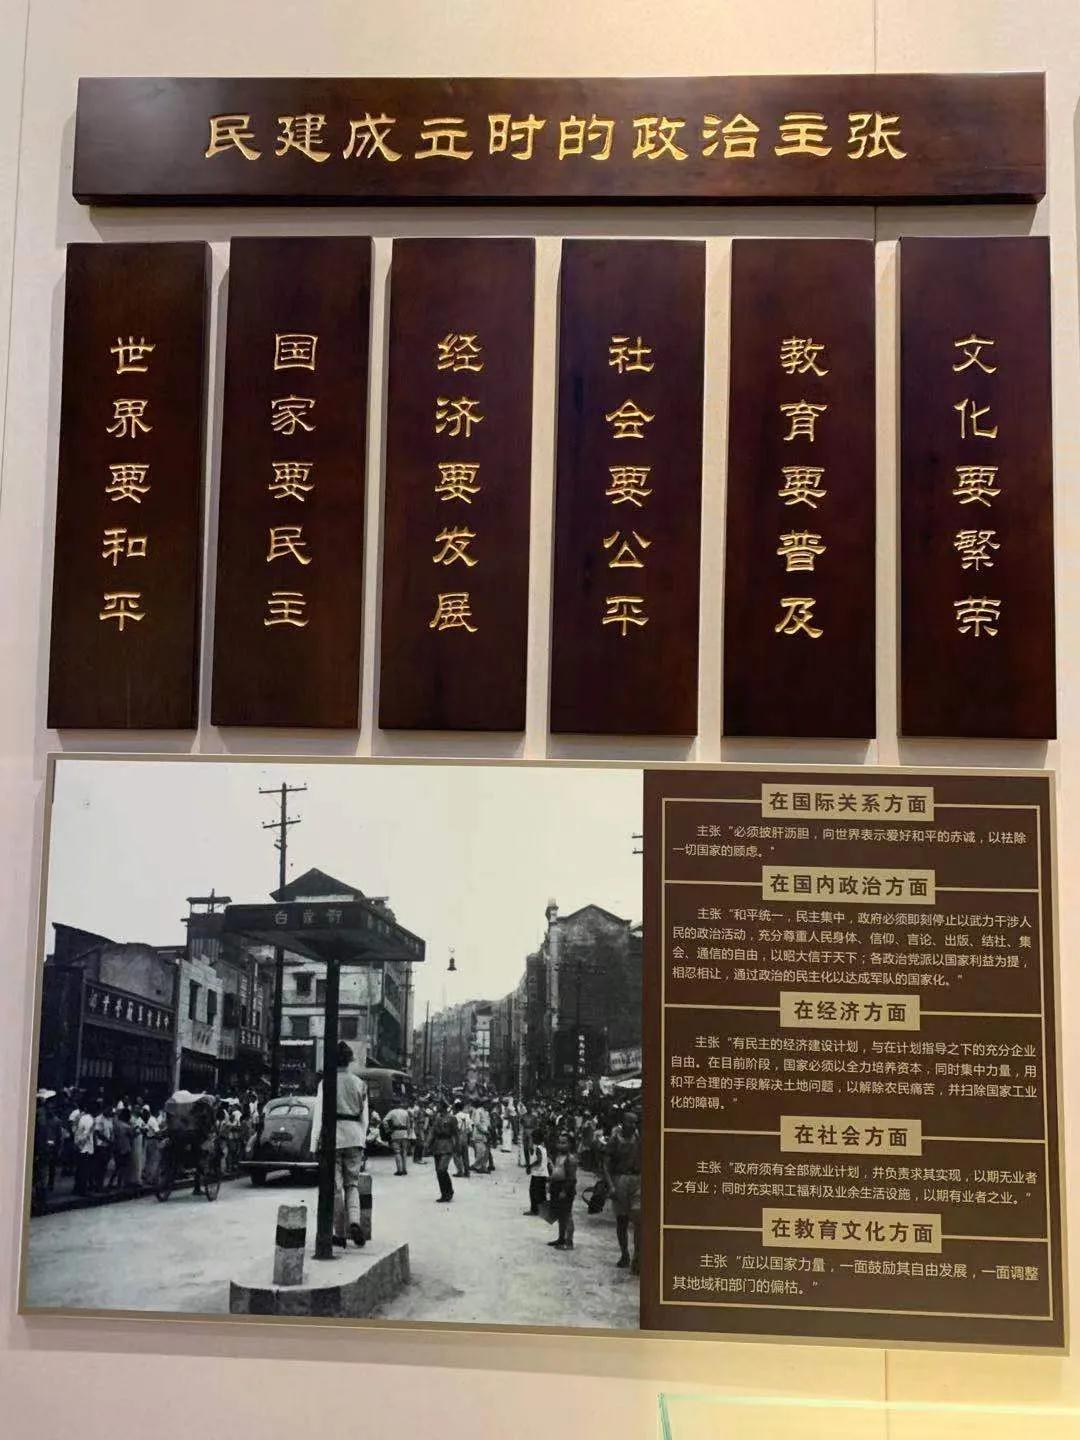 民建成立时的政治主张
世界要和平
国家要民主
经济要发展
社会要公平
教育要普及
文化要繁荣
在国际关系方面
主张“必须披肝沥胆，向世界表示爱好和平的赤诚，以祛除
一切国家的顾虑。”
在国内政治方面
主张“和平统一，民主集中，政府必须即刻停止以武力干涉人
民的政治活动，充分尊重人民身体、信仰、言论、出版、结社、集
会、通信的自由，以昭大信于天下；各政治党派以国家利益为提，
相忍相让，通过政治的民主化以达成军队的国家化。”
在经济方面
主张“有民主的经济建设计划，与在计划指导之下的充分企业
自由。在目前阶段，国家必须以全力培养资本，同时集中力量，用
和平合理的手段解决土地问题，以解除农民痛苦，并扫除国家工业
化的障碍。”
在社会方面
主张“政府须有全部就业计划，并负责求其实现，以期无业者
之有业；同时充实职工福利及业余生活设施，以期有业者之业。”
在教育文化方面
主张“应以国家力量，一面鼓励其自由发展，一面调整
其地域和部门的偏枯。”